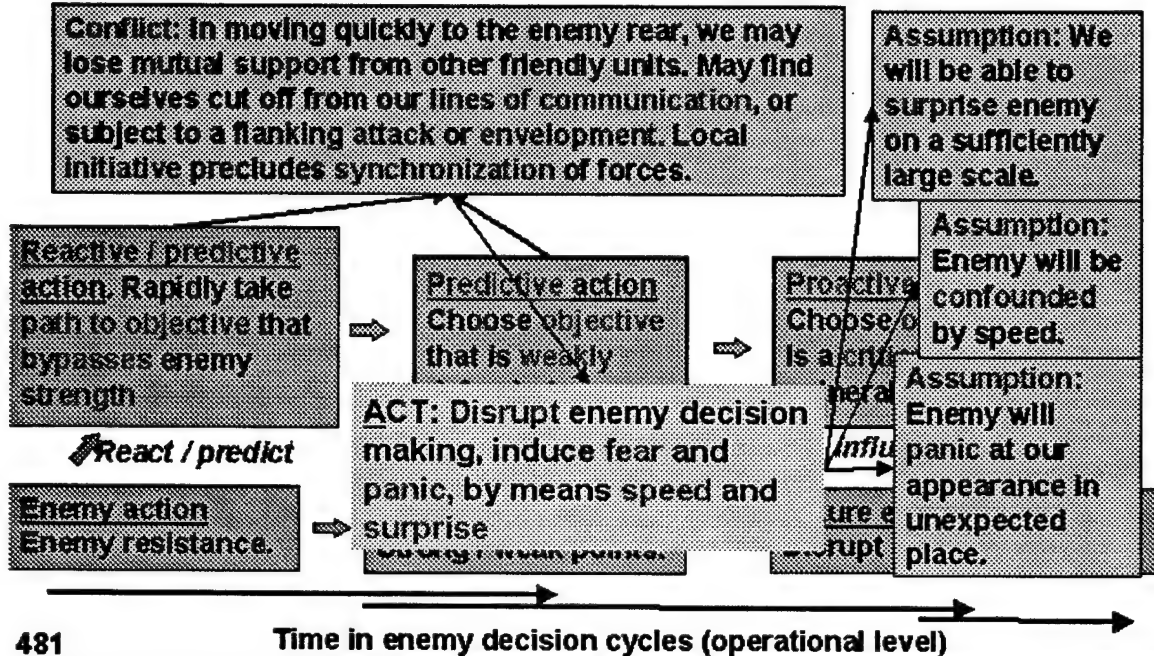 Conflict: In moving quickly to the enemy rear, we may
lose mutual support from other friendly units. May find
ourselves cut off from our lines of communication, or
subject to a flanking attack or envelopment. Local
initiative precludes synchronization of forces.
Assumption: We
will be able to
surprise enemy
on a sufficiently
large scale.
Assumption:
Enemy will be
confounded
by speed.
Assumption:
Enemy will
panic at our
appearance in
unexpected
place.
Reactive / predictive
action. Rapidly take
path to objective that
bypasses enemy
strength
Predictive action
Choose objective
that is weakly
Proactive
Choose
is a
ACT: Disrupt enemy decision
making, induce fear and
panic, by means speed and
surprise
React / predict
Enemy action
Enemy resistance.
Strong / weak points.
Disrupt
481
Time in enemy decision cycles (operational level)